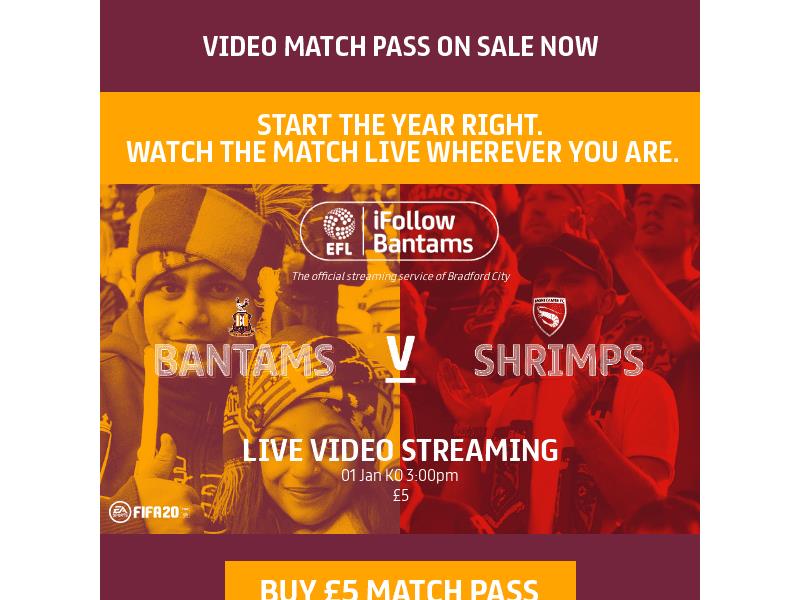 VIDEO MATCH PASS ON SALE NOW
START THE YEAR RIGHT.
WATCH THE MATCH LIVE WHEREVER YOU ARE.
EFL
iFollow
Bantams
The official streaming service of Bradford City
BANTAMS V SHRIMPS
LIVE VIDEO STREAMING
01 Jan KO 3:00pm
£5
EA SPORTS FIFA20
BUY £5 MATCH PASS